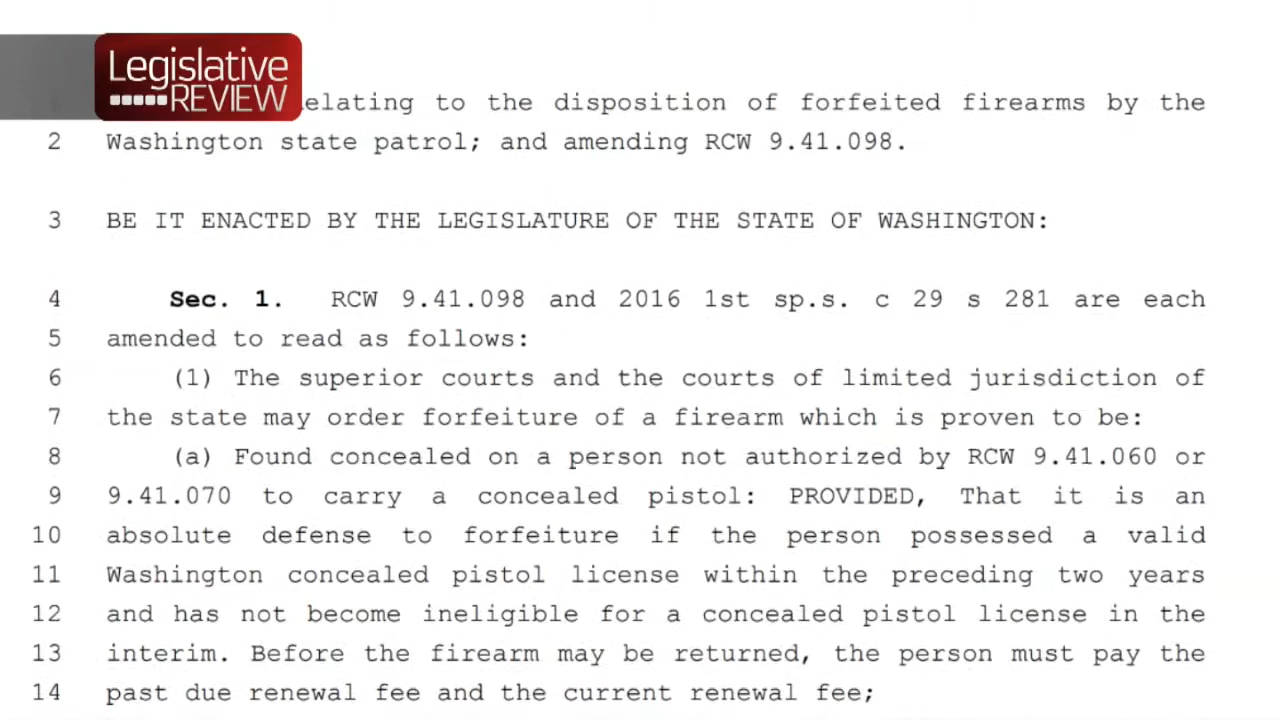 Legislative
REVIEW
elating to the disposition of forfeited firearms by the
2 Washington state patrol; and amending RCW 9.41.098.
3 BE IT ENACTED BY THE LEGISLATURE OF THE STATE OF WASHINGTON:
4 Sec. 1. RCW 9.41.098 and 2016 1st sp.s. c 29 s 281 are each
5 amended to read as follows:
6 (1) The superior courts and the courts of limited jurisdiction of
7 the state may order forfeiture of a firearm which is proven to be:
8 (a) Found concealed on a person not authorized by RCW 9.41.060 or
9 9.41.070 to carry a concealed pistol: PROVIDED, That it is an
10 absolute defense to forfeiture if the person possessed a valid
11 Washington concealed pistol license within the preceding two years
12 and has not become ineligible for a concealed pistol license in the
13 interim. Before the firearm may be returned, the person must pay the
14 past due renewal fee and the current renewal fee;